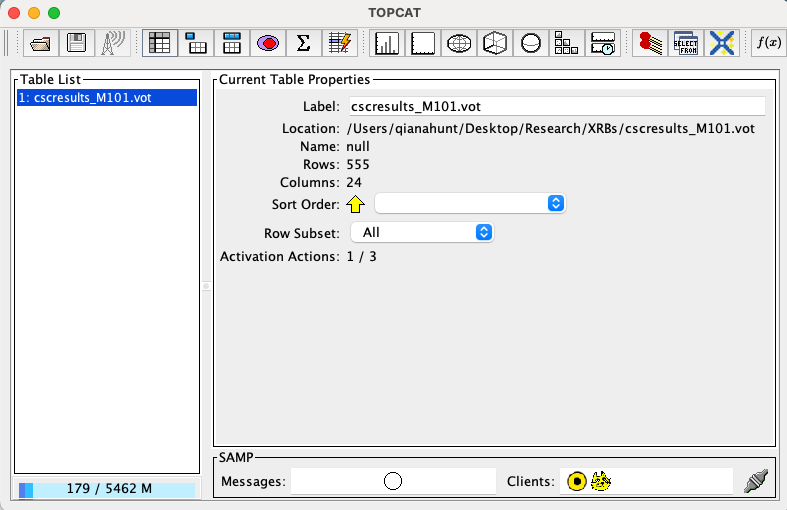 TOPCAT
SELECT
FROM
f(x)
Σ
Table List
1: cscresults_M101.vot
Current Table Properties
Label: cscresults_M101.vot
Location: /Users/qianahunt/Desktop/Research/XRBs/cscresults_M101.vot
Name: null
Rows: 555
Columns: 24
Sort Order:
Row Subset: All
Activation Actions: 1 / 3
179 / 5462 M
SAMP
Messages:
Clients: